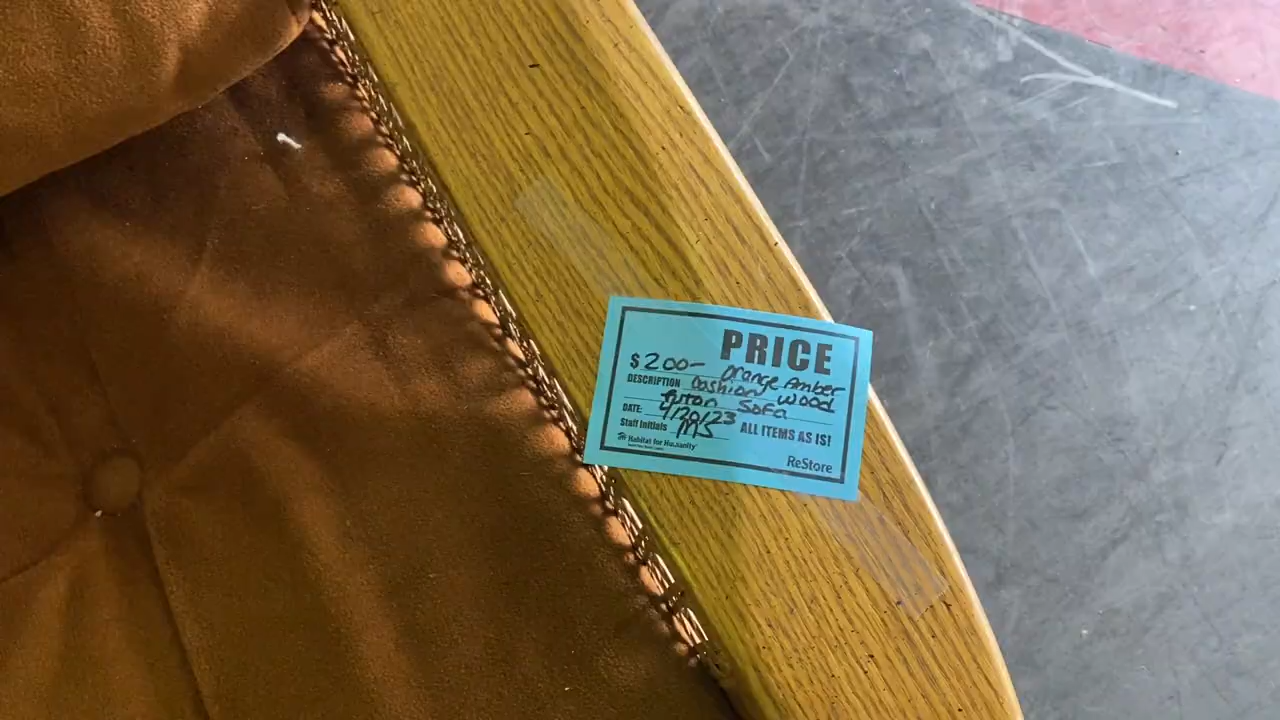 PRICE
$ 200- Orange Amber
DESCRIPTION Cushion Wood
Futon Sofa
DATE: 4/20/23
Staff Initials MS ALL ITEMS AS IS!
Habitat for Humanity
ReStore